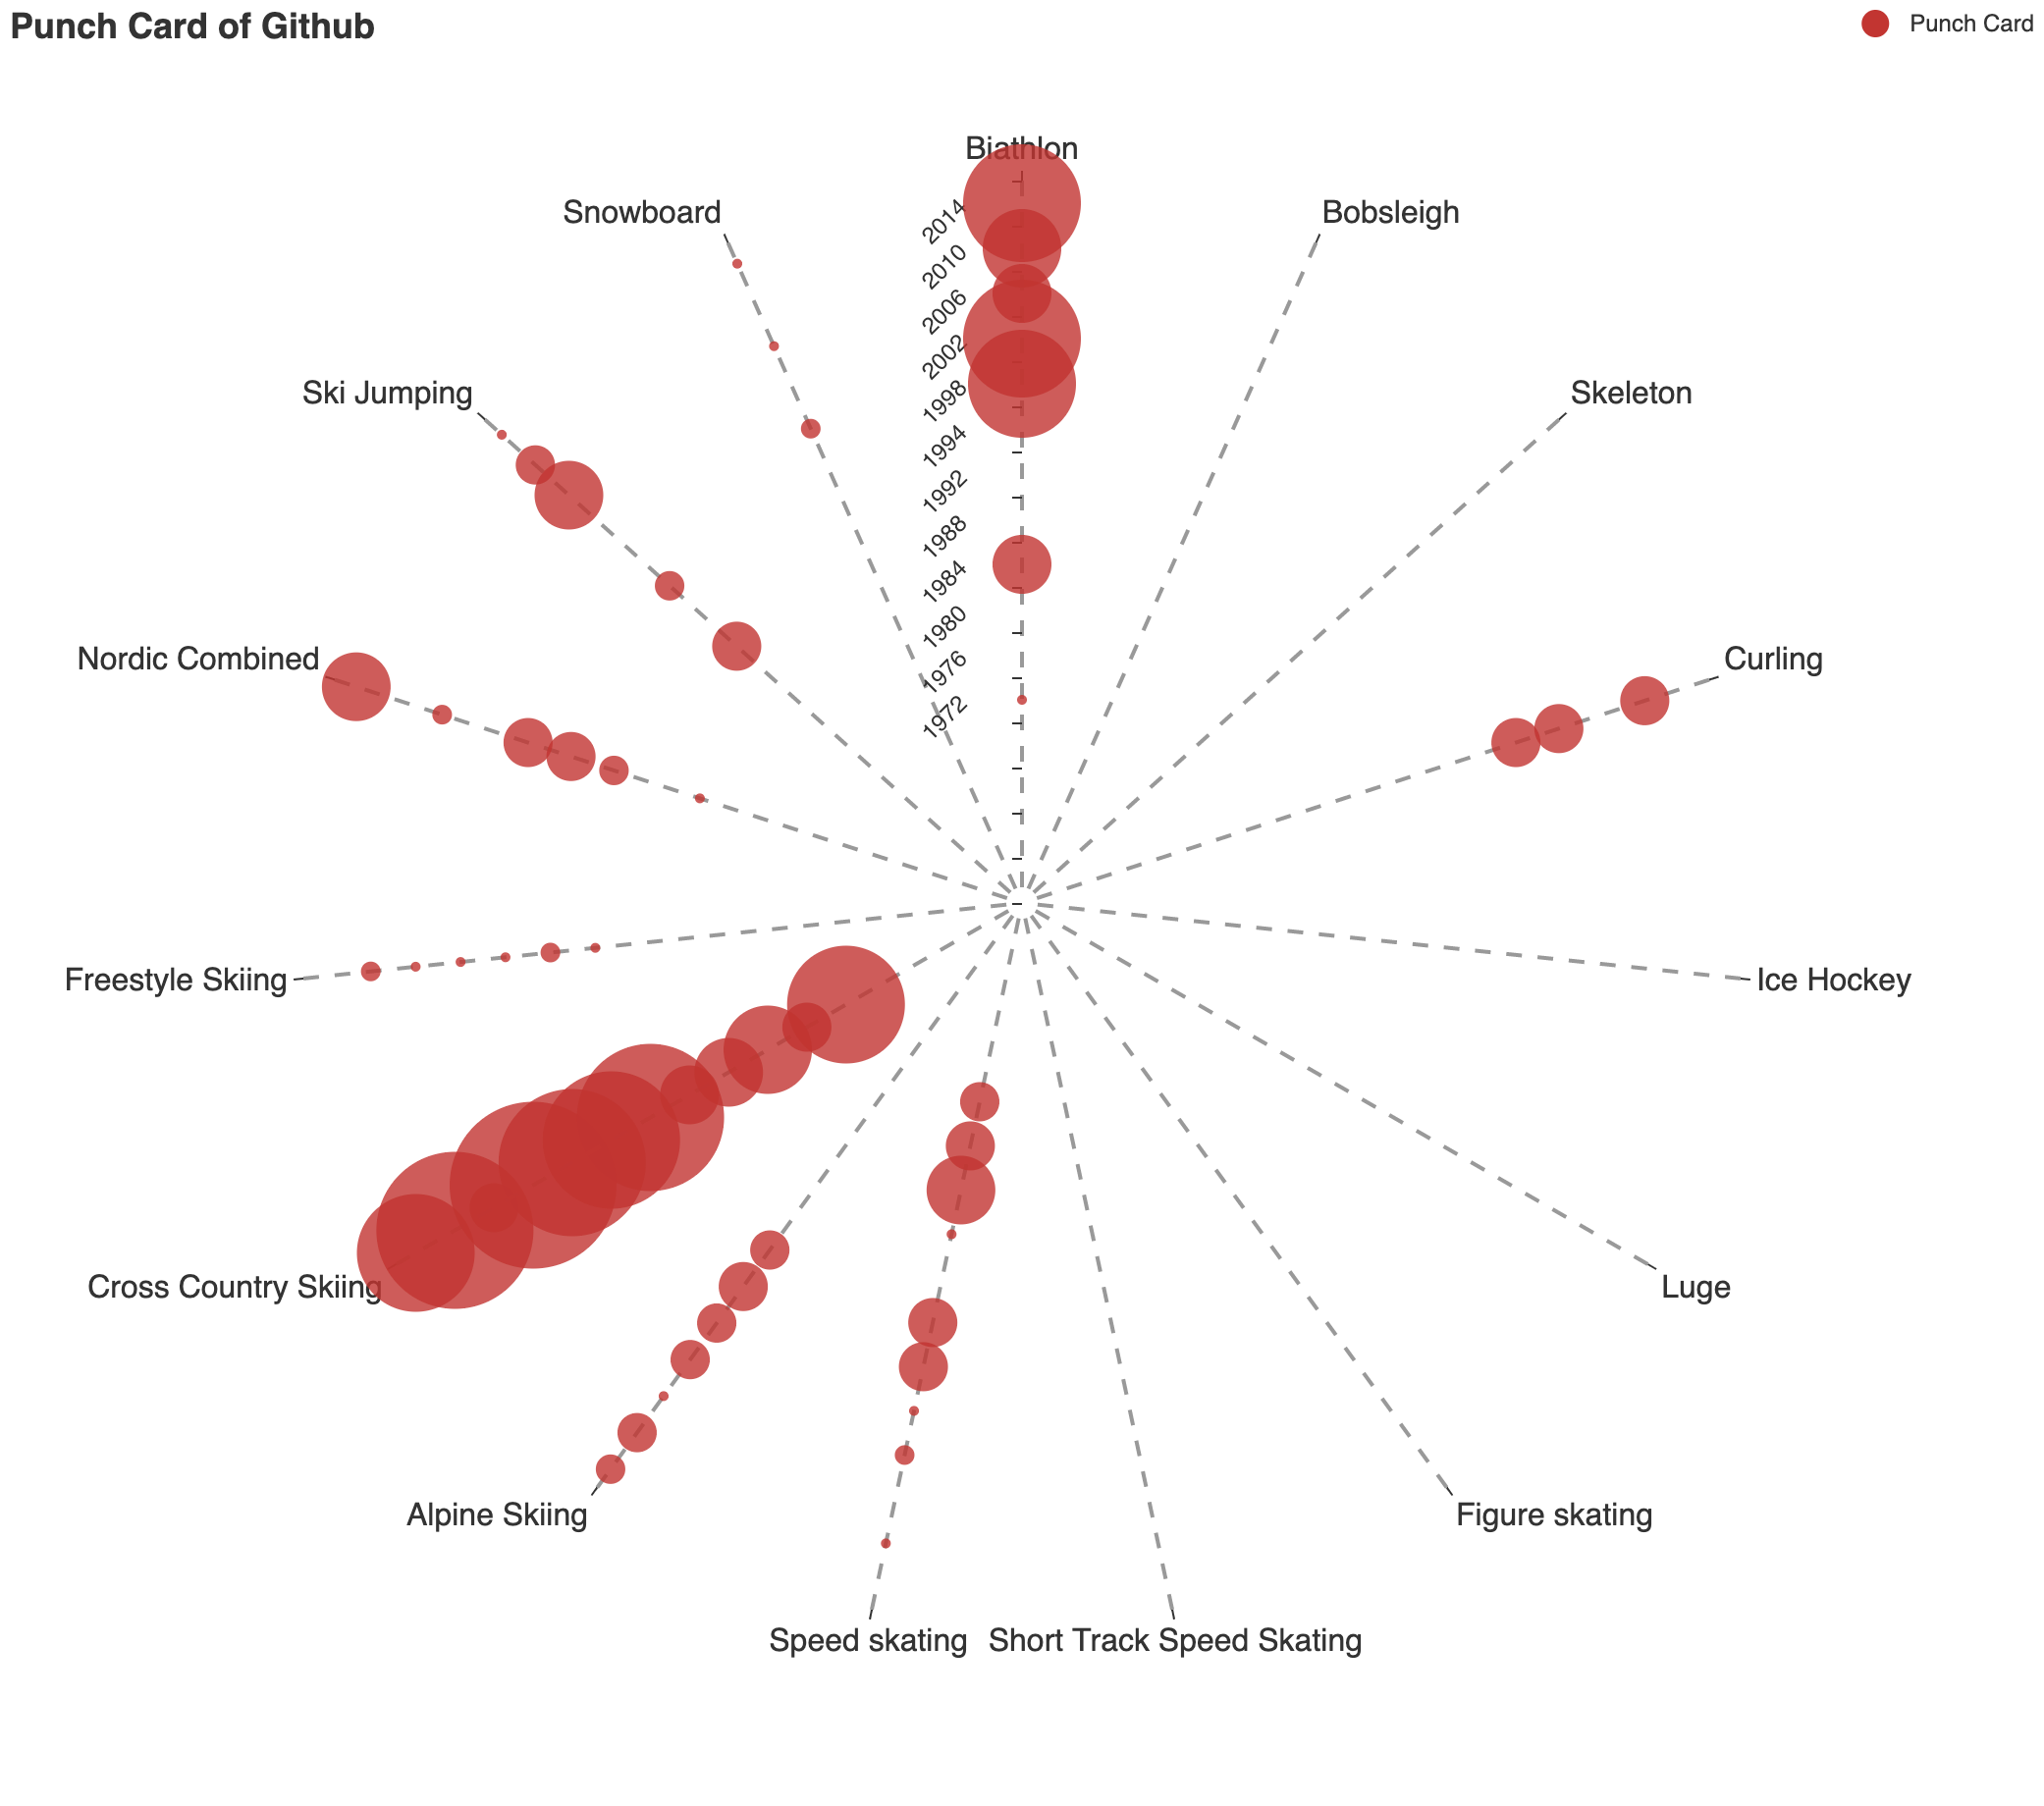 Punch Card of Github
Punch Card
Biathlon
Snowboard
Bobsleigh
Ski Jumping
Skeleton
Nordic Combined
Curling
Freestyle Skiing
Ice Hockey
Cross Country Skiing
Luge
Alpine Skiing
Figure skating
Speed skating
Short Track Speed Skating
2014
2010
2006
2002
1998
1994
1992
1988
1984
1980
1976
1972